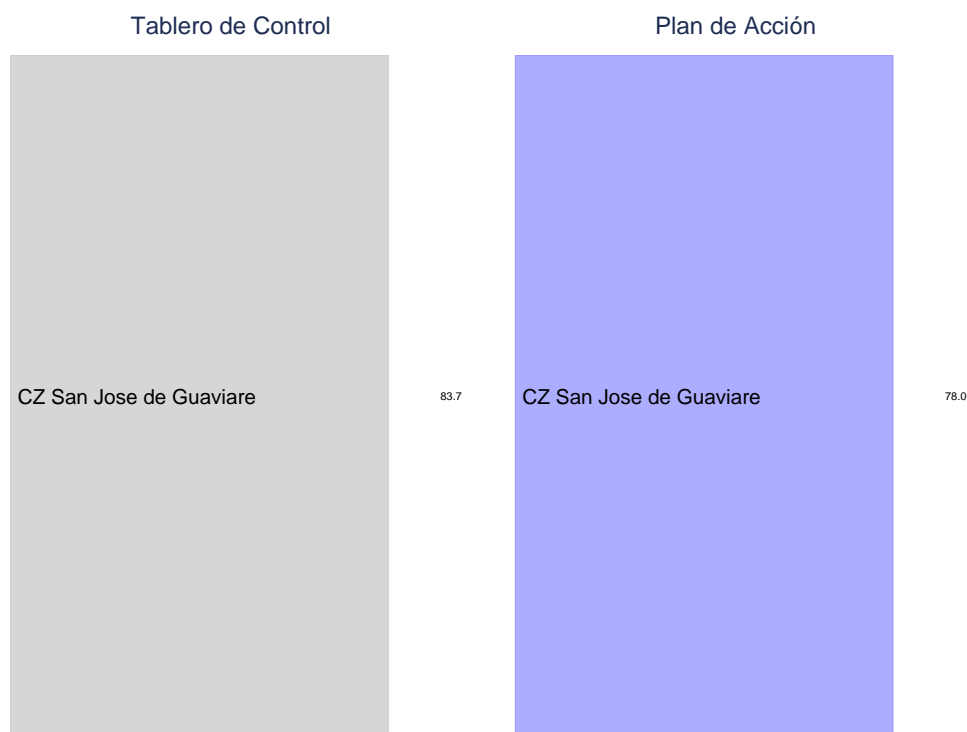 Tablero de Control
CZ San Jose de Guaviare 83.7
Plan de Acción
CZ San Jose de Guaviare 78.0